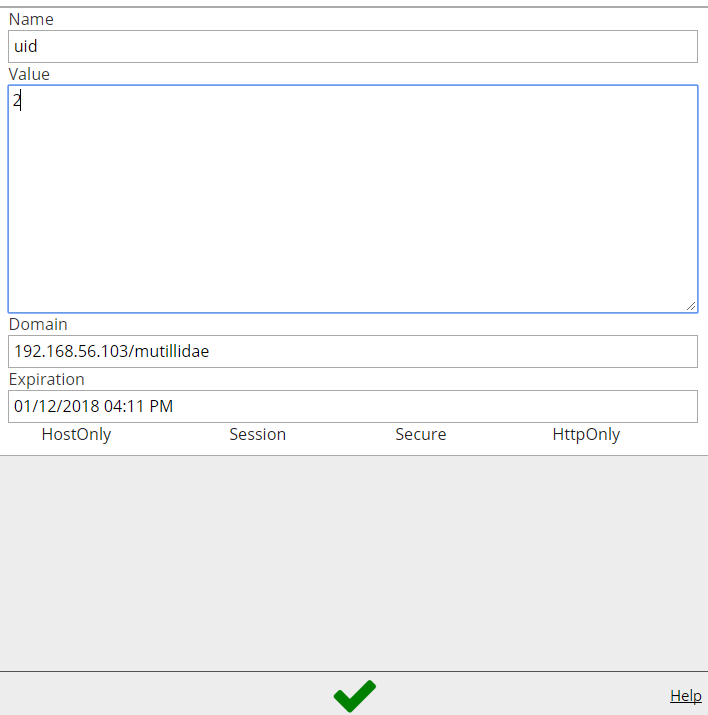 Name
uid
Value
2
Domain
192.168.56.103/mutillidae
Expiration
01/12/2018 04:11 PM
HostOnly Session Secure HttpOnly
Help